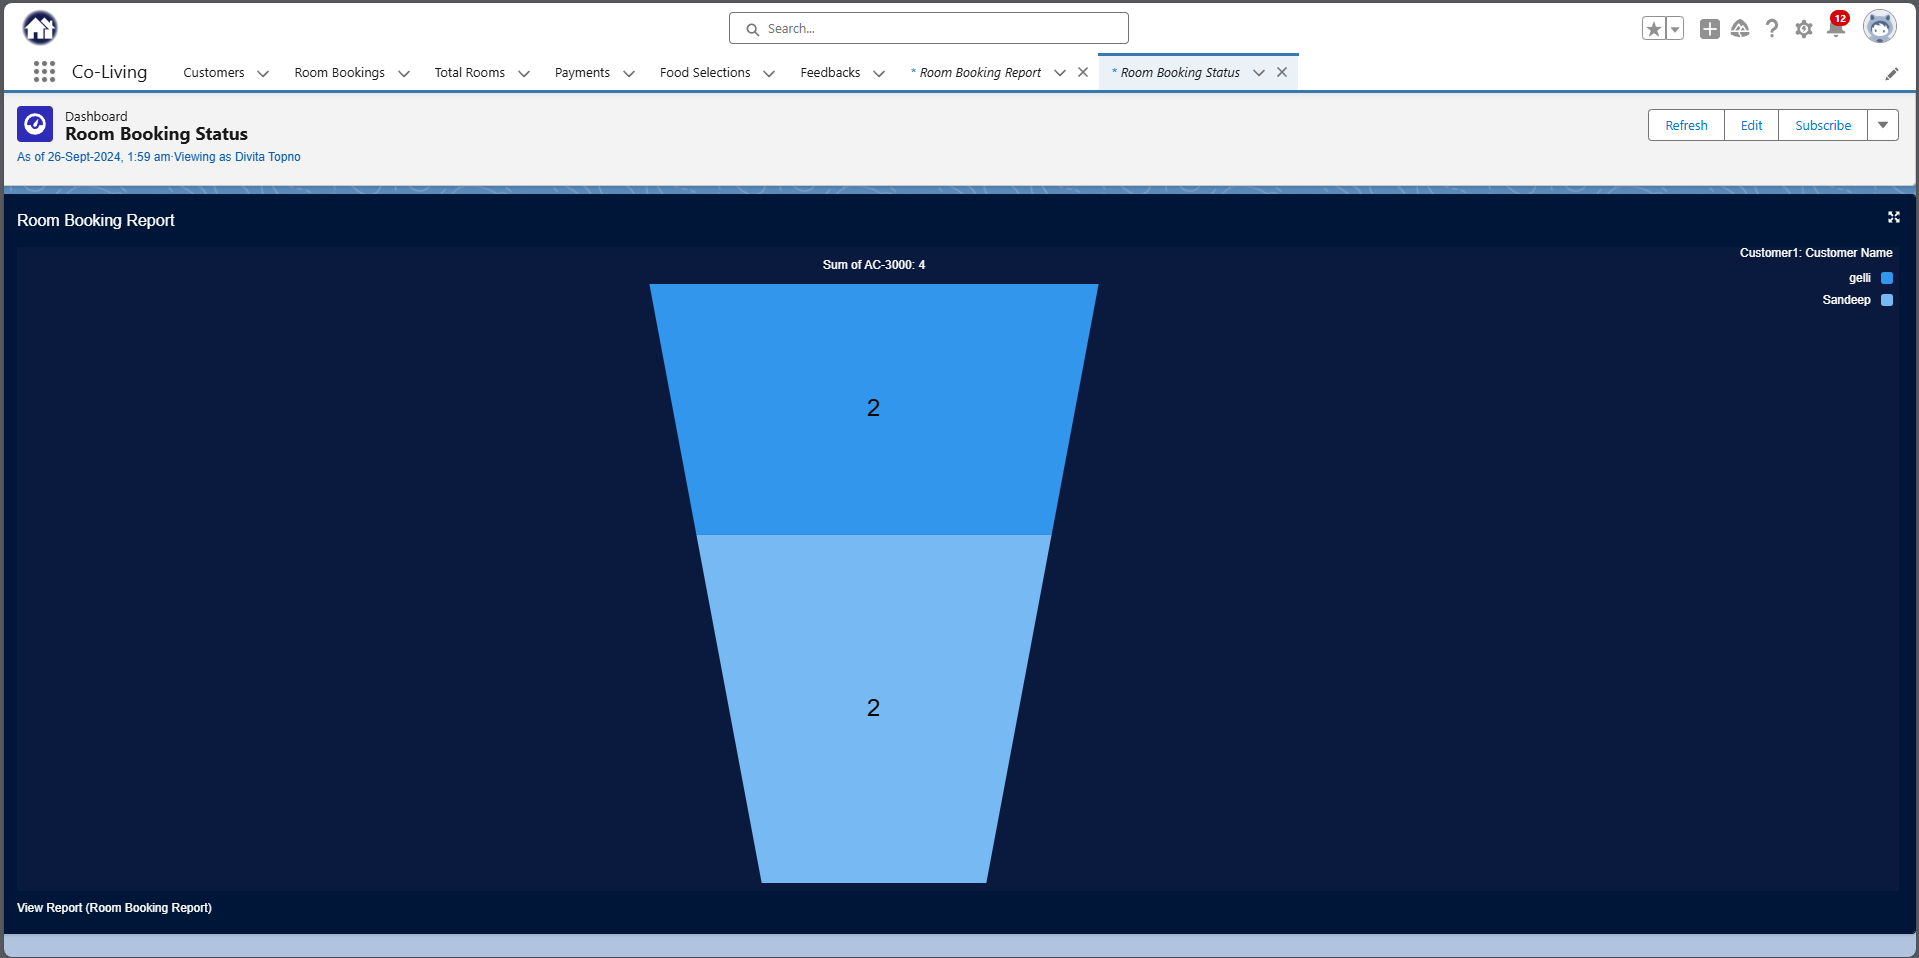 Search...
12
Co-Living
Customers
Room Bookings
Total Rooms
Payments
Food Selections
Feedbacks
* Room Booking Report
* Room Booking Status
Dashboard
Room Booking Status
As of 26-Sept-2024, 1:59 am·Viewing as Divita Topno
Refresh
Edit
Subscribe
Room Booking Report
Sum of AC-3000: 4
Customer1: Customer Name
gelli
Sandeep
2
2
View Report (Room Booking Report)